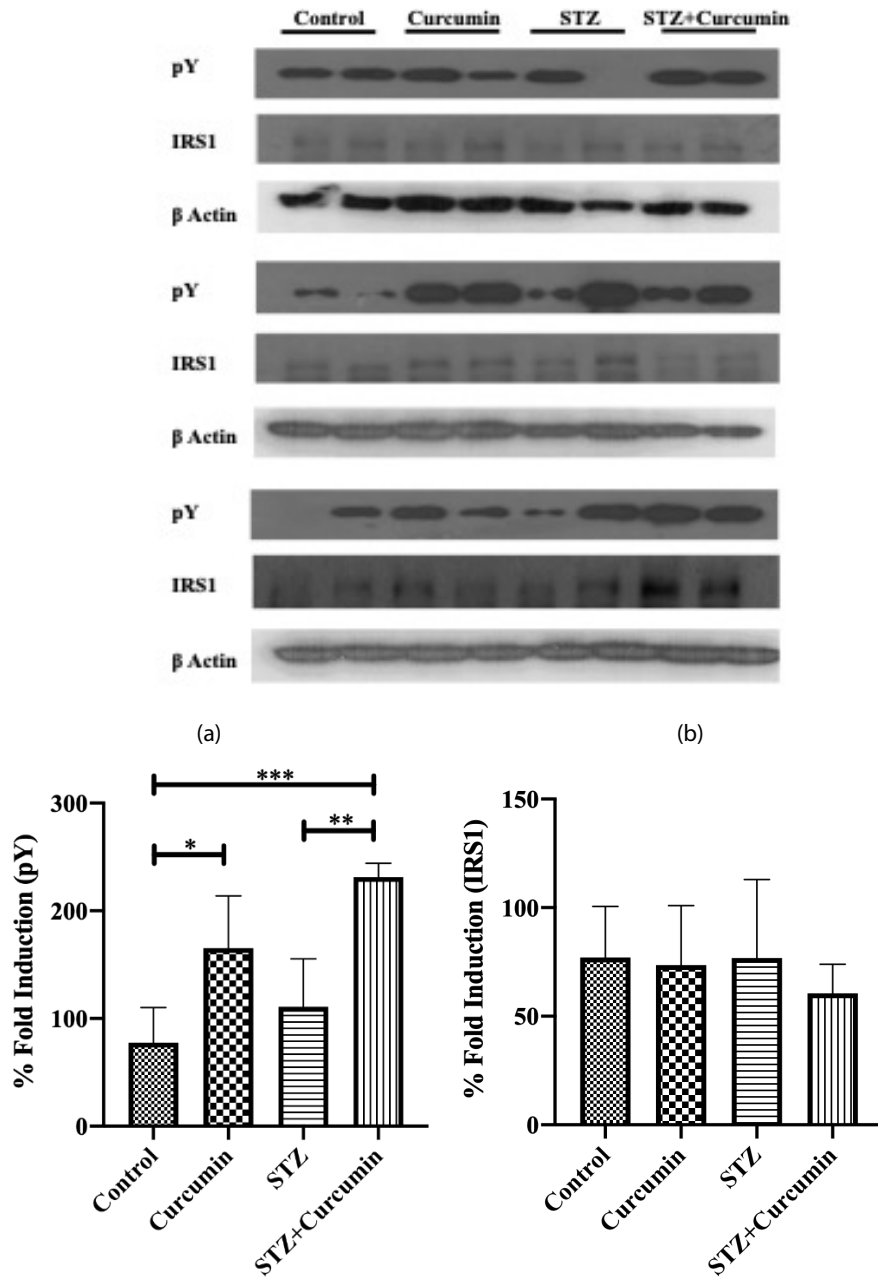 Control Curcumin STZ STZ+Curcumin
pY
IRS1
β Actin
pY
IRS1
β Actin
pY
IRS1
β Actin
(a) (b)
% Fold Induction (pY)
300
200
100
0
***
**
*
Control
Curcumin
STZ
STZ+Curcumin
% Fold Induction (IRS1)
150
100
50
0
Control
Curcumin
STZ
STZ+Curcumin